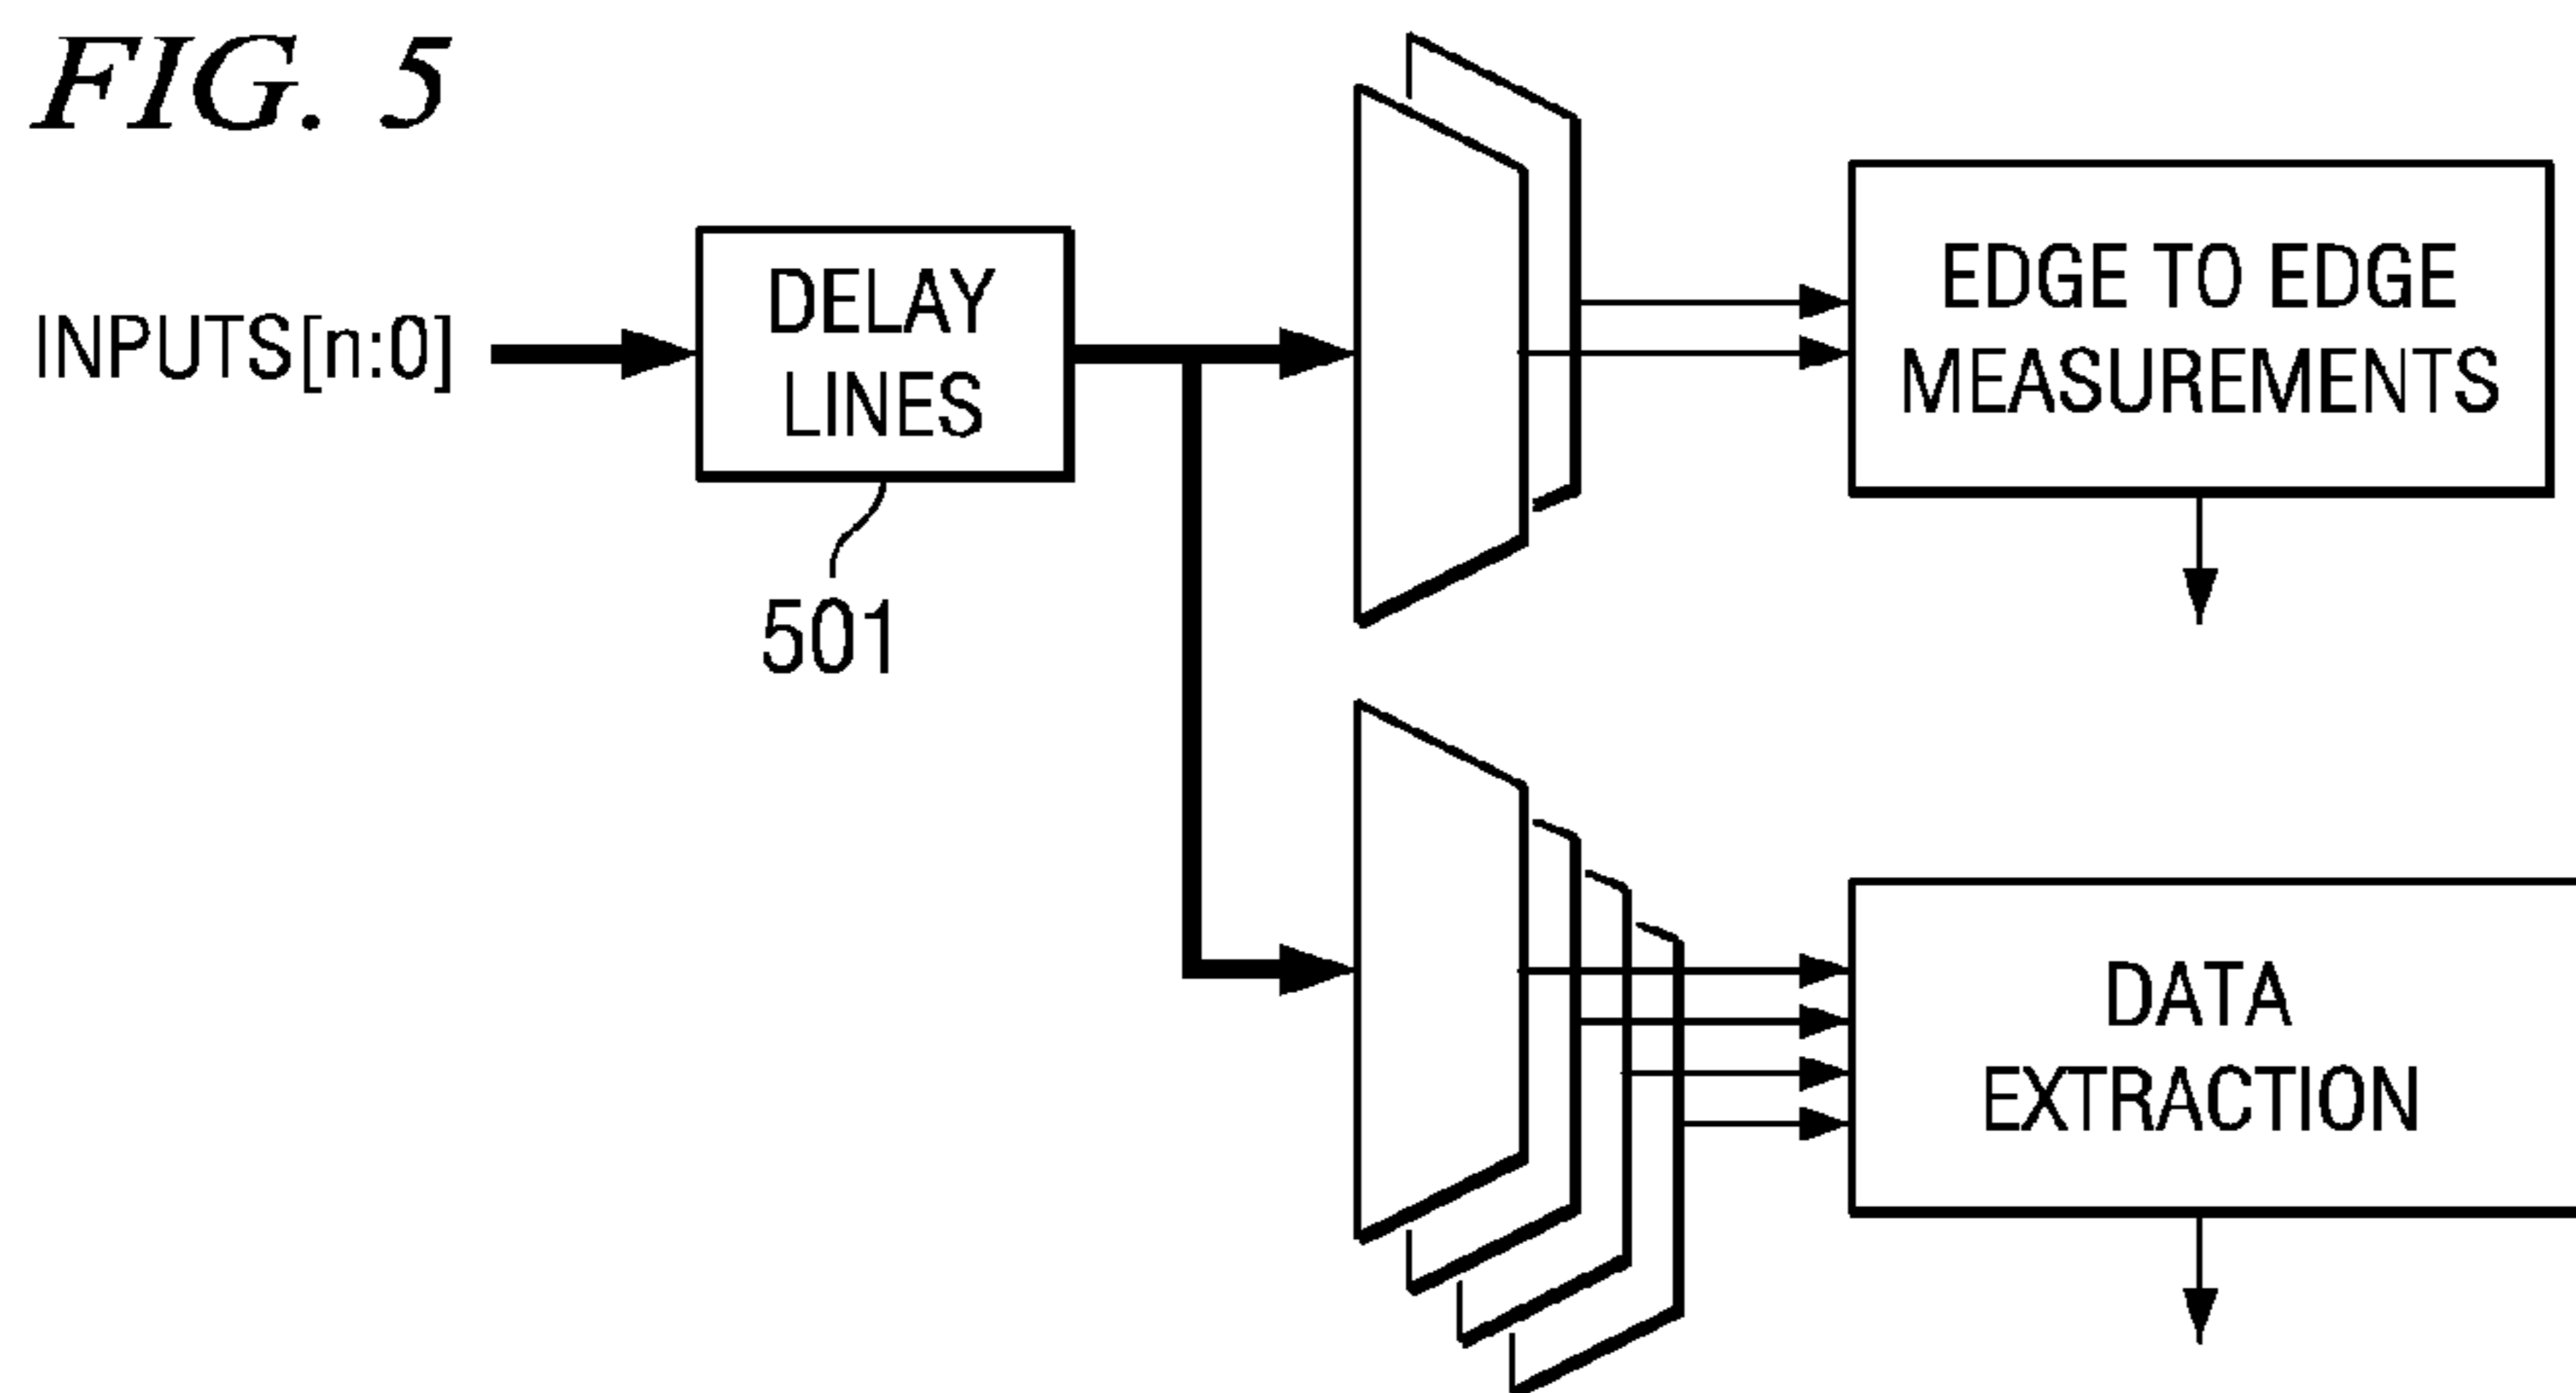 FIG. 5
INPUTS[n:0]
DELAY
LINES
501
EDGE TO EDGE
MEASUREMENTS
DATA
EXTRACTION